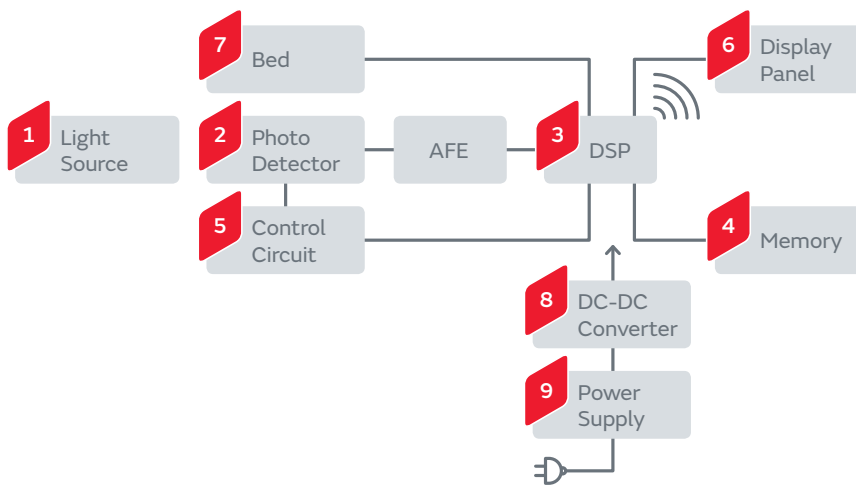 7
Bed
6
Display
Panel
1
Light
Source
2
Photo
Detector
AFE
3
DSP
5
Control
Circuit
4
Memory
8
DC-DC
Converter
9
Power
Supply